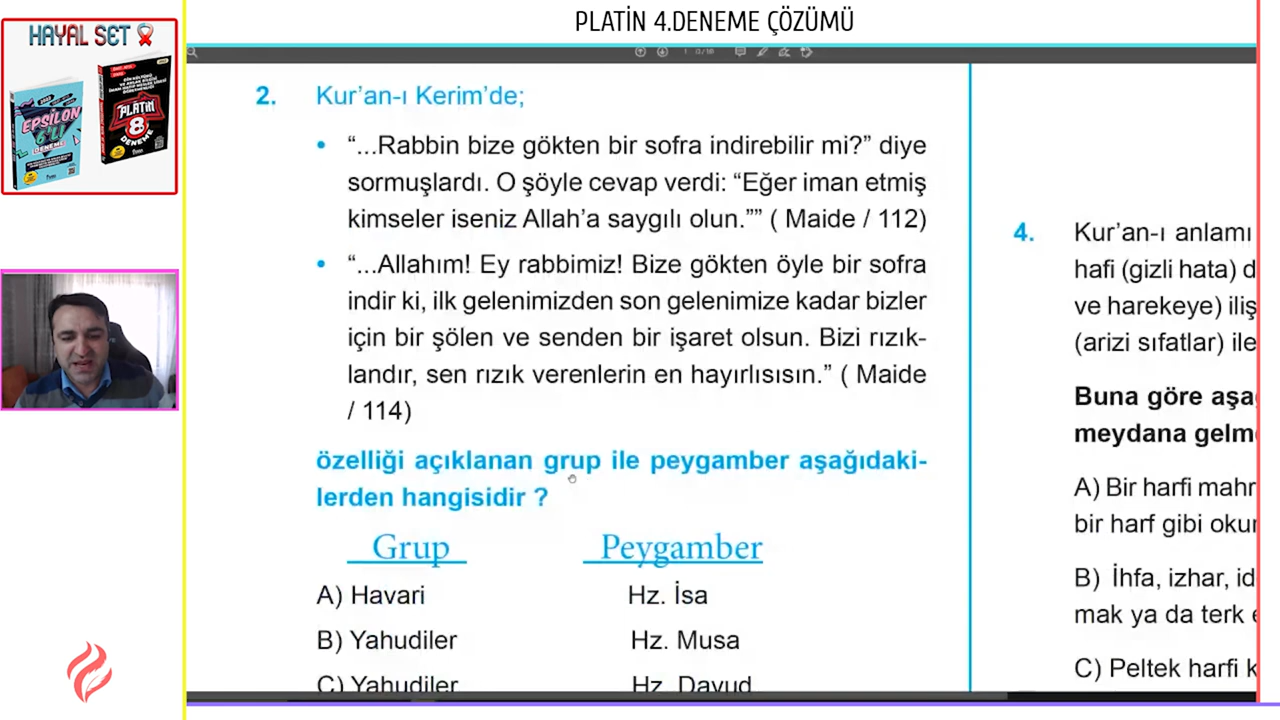 PLATİN 4.DENEME ÇÖZÜMÜ
HAYAL SET
EPSİLON
6'LI
DENEME
PLATİN
8
DENEME
2. Kur'an-ı Kerim'de;
• "...Rabbin bize gökten bir sofra indirebilir mi?" diye
sormuşlardı. O şöyle cevap verdi: "Eğer iman etmiş
kimseler iseniz Allah'a saygılı olun."" ( Maide / 112)
• "...Allahım! Ey rabbimiz! Bize gökten öyle bir sofra
indir ki, ilk gelenimizden son gelenimize kadar bizler
için bir şölen ve senden bir işaret olsun. Bizi rızık-
landır, sen rızık verenlerin en hayırlısısın." ( Maide
/ 114)
özelliği açıklanan grup ile peygamber aşağıdaki-
lerden hangisidir ?
Grup Peygamber
A) Havari Hz. İsa
B) Yahudiler Hz. Musa
C) Yahudiler Hz. Davud
4. Kur'an-ı anlamı
hafi (gizli hata) d
ve harekeye) iliş
(arizi sıfatlar) ile
Buna göre aşa
meydana gelm
A) Bir harfi mahr
bir harf gibi oku
B) İhfa, izhar, id
mak ya da terk e
C) Peltek harfi k